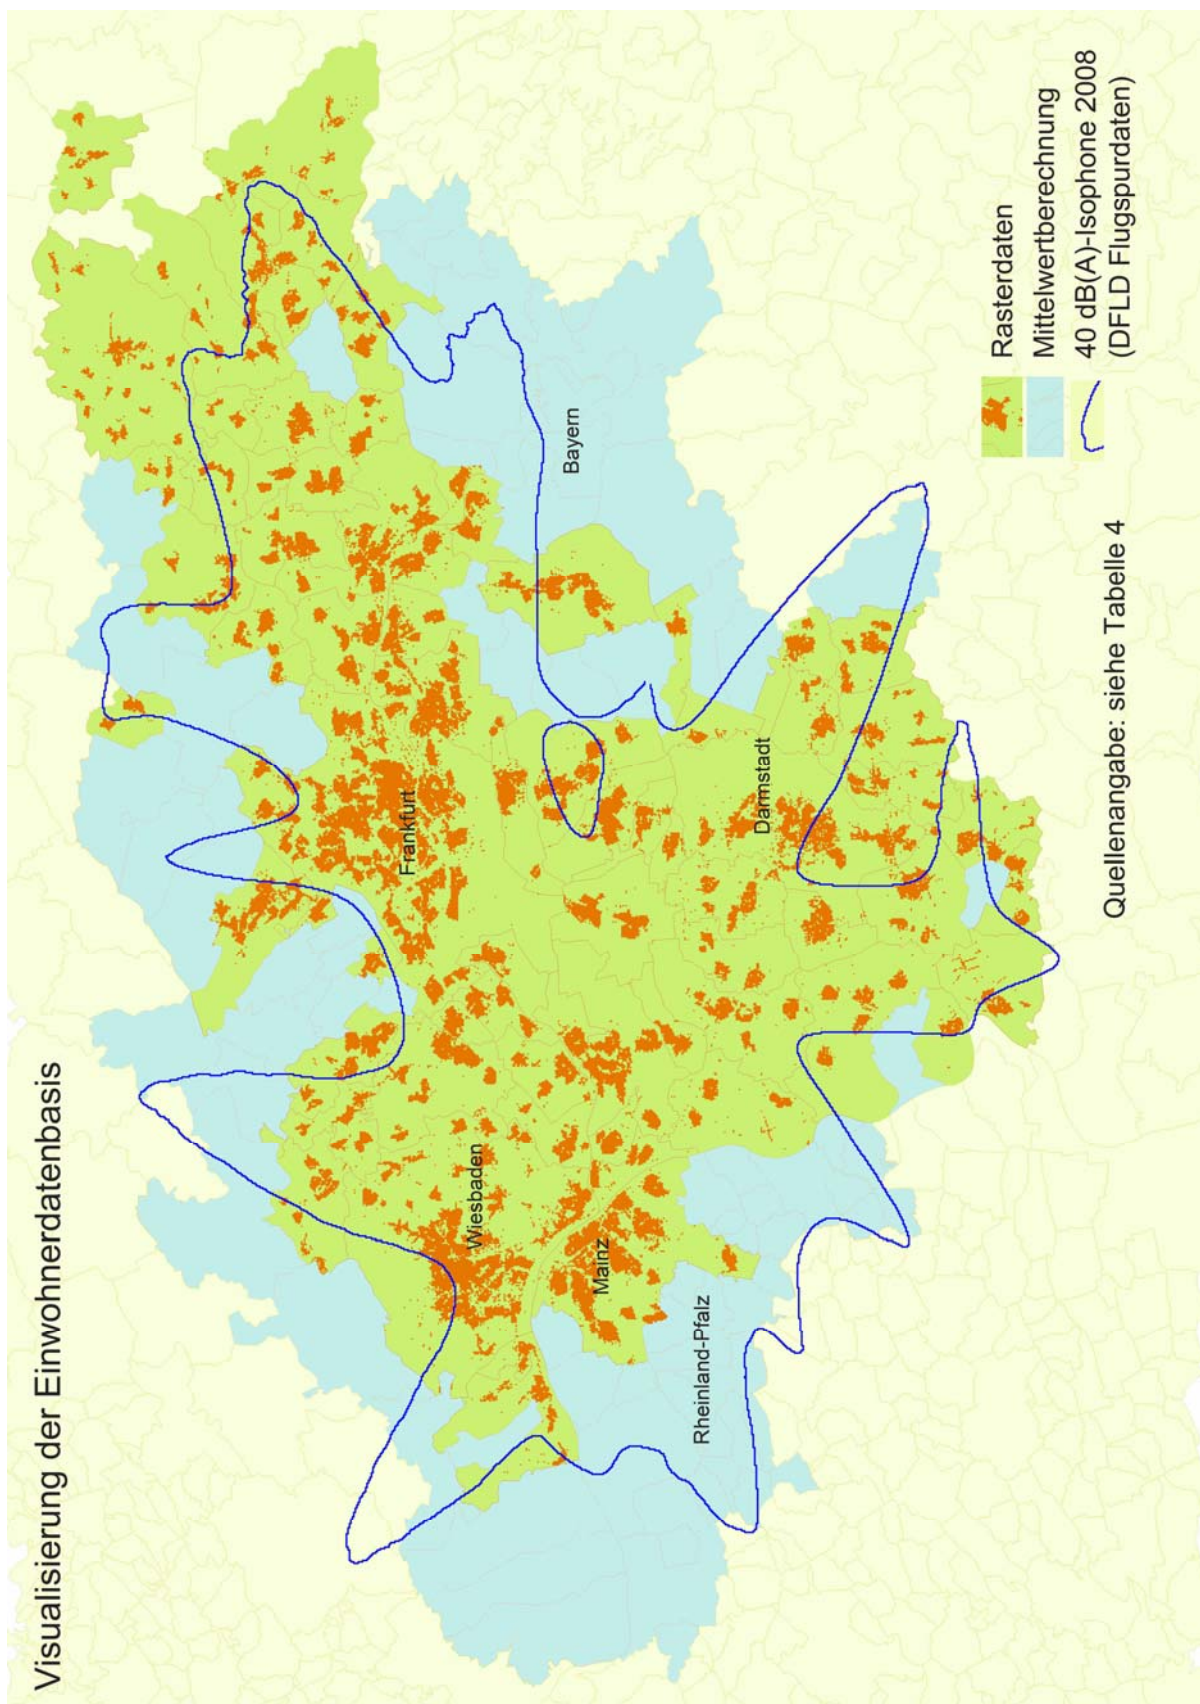 Visualisierung der Einwohnerdatenbasis
Frankfurt
Wiesbaden
Mainz
Bayern
Darmstadt
Rheinland-Pfalz
Rasterdaten
Mittelwertberechnung
40 dB(A)-Isophone 2008
(DFLD Flugspurdaten)
Quellenangabe: siehe Tabelle 4